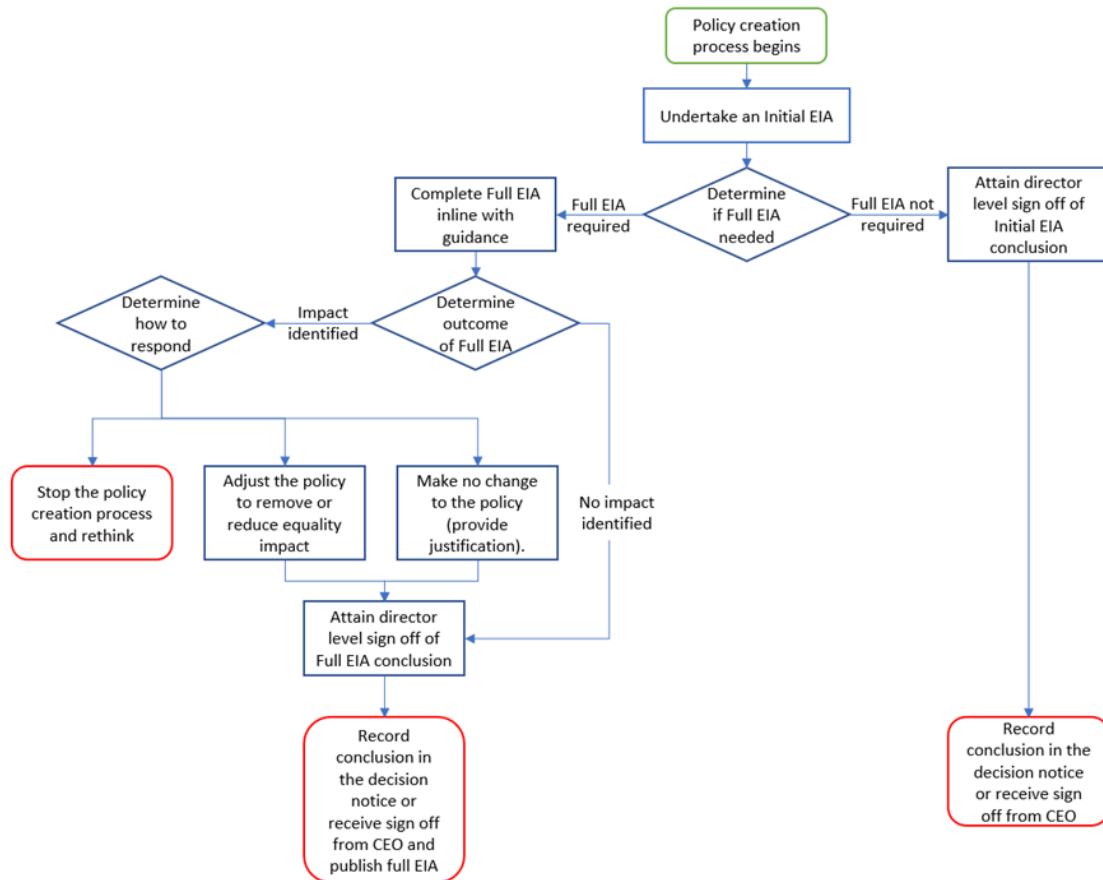 Policy creation
process begins
Undertake an Initial EIA
Determine
if Full EIA
needed
Full EIA
required
Full EIA not
required
Complete Full EIA
inline with
guidance
Attain director
level sign off of
Initial EIA
conclusion
Determine
how to
respond
Impact
identified
Determine
outcome
of Full EIA
Stop the policy
creation process
and rethink
Adjust the policy
to remove or
reduce equality
impact
Make no change
to the policy
(provide
justification).
No impact
identified
Attain director
level sign off of
Full EIA conclusion
Record
conclusion in
the decision
notice or
receive sign off
from CEO and
publish full EIA
Record
conclusion in the
decision notice
or receive sign
off from CEO